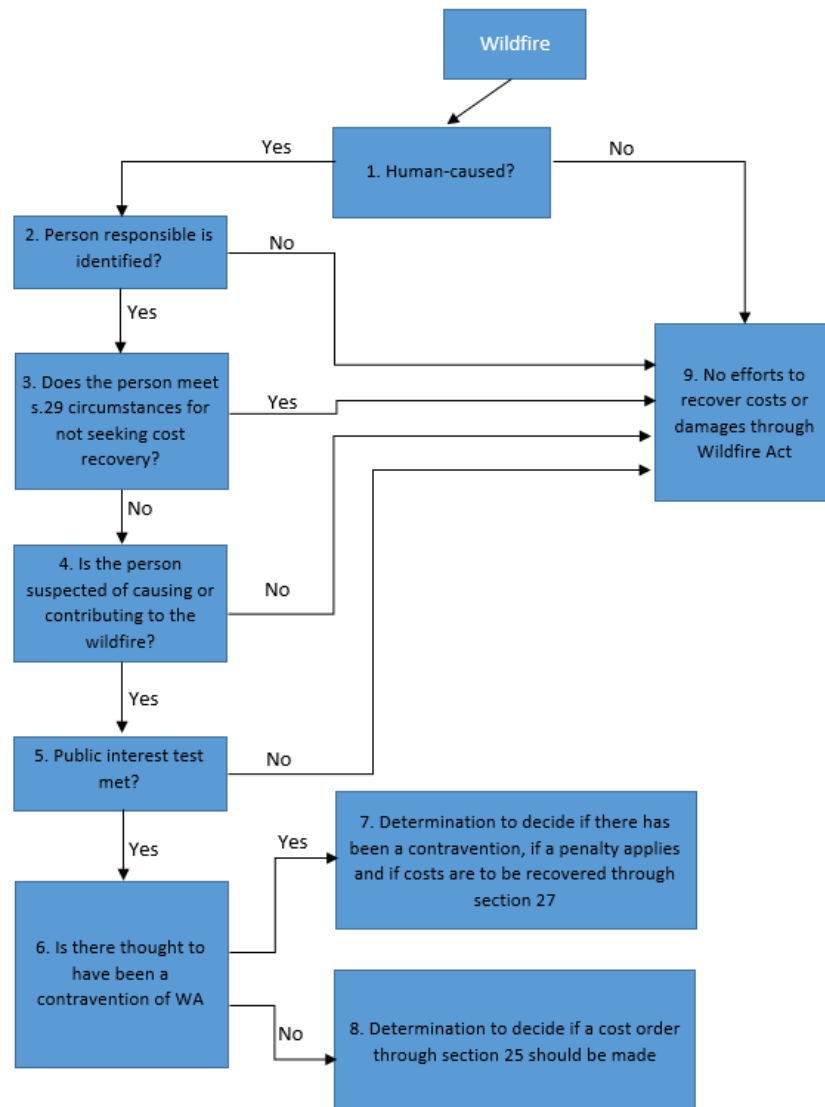 Wildfire
Yes
1. Human-caused?
No
2. Person responsible is
identified?
No
Yes
3. Does the person meet
s.29 circumstances for
not seeking cost
recovery?
Yes
9. No efforts to
recover costs or
damages through
Wildfire Act
No
4. Is the person
suspected of causing or
contributing to the
wildfire?
No
Yes
5. Public interest test
met?
No
Yes
6. Is there thought to
have been a
contravention of WA
Yes
7. Determination to decide if there has
been a contravention, if a penalty applies
and if costs are to be recovered through
section 27
No
8. Determination to decide if a cost order
through section 25 should be made